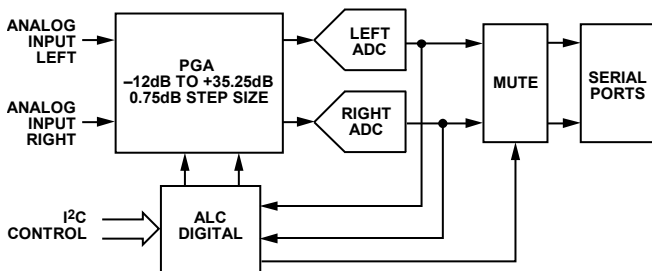 ANALOG
INPUT
LEFT
PGA
–12dB TO +35.25dB
0.75dB STEP SIZE
LEFT
ADC
MUTE
SERIAL
PORTS
ANALOG
INPUT
RIGHT
RIGHT
ADC
I²C
CONTROL
ALC
DIGITAL